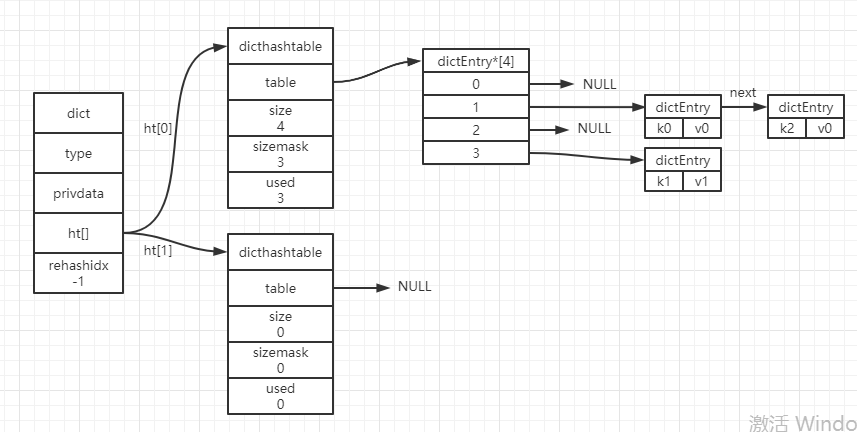 dict
type
privdata
ht[]
rehashidx
-1
ht[0]
ht[1]
dicthashtable
table
size
4
sizemask
3
used
3
dictEntry*[4]
0
NULL
1
2
NULL
3
dictEntry
k0 v0
next
dictEntry
k2 v0
dictEntry
k1 v1
dicthashtable
table
NULL
size
0
sizemask
0
used
0
激活 Windo